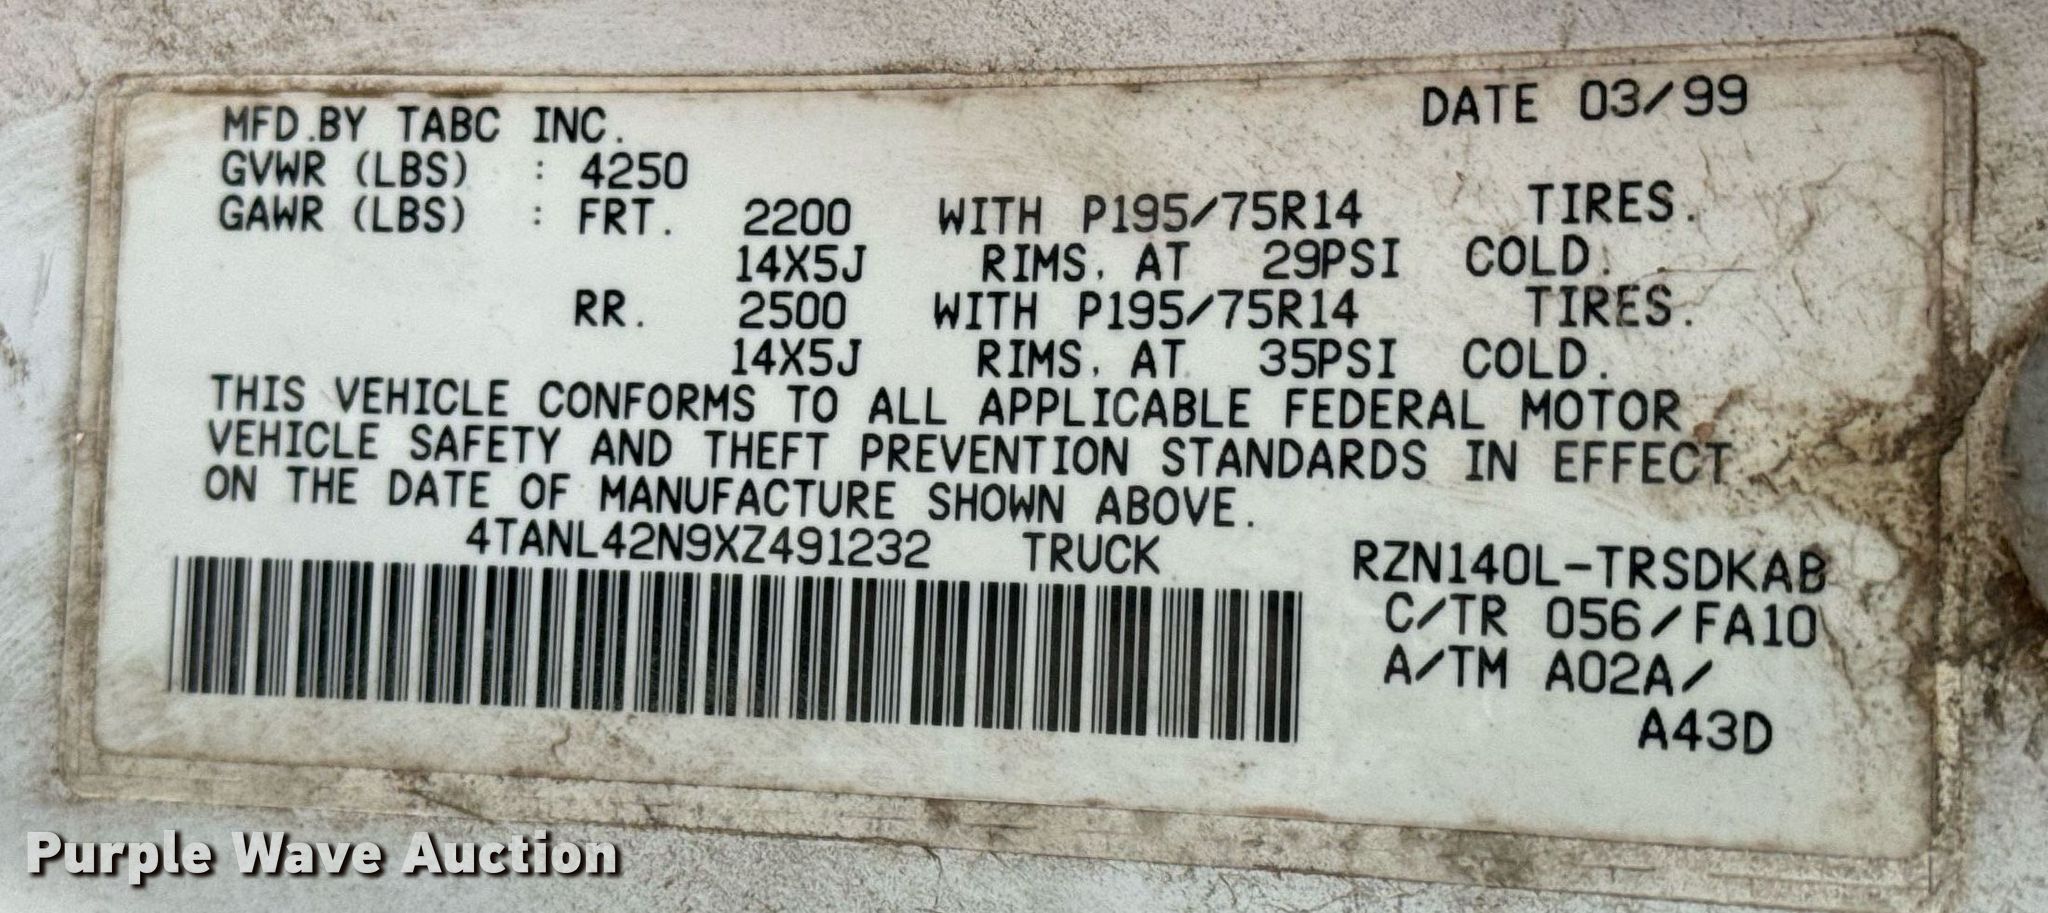 MFD.BY TABC INC. DATE 03/99
GVWR (LBS) : 4250
GAWR (LBS) : FRT. 2200 WITH P195/75R14 TIRES.
14X5J RIMS, AT 29PSI COLD.
RR. 2500 WITH P195/75R14 TIRES.
14X5J RIMS, AT 35PSI COLD.
THIS VEHICLE CONFORMS TO ALL APPLICABLE FEDERAL MOTOR
VEHICLE SAFETY AND THEFT PREVENTION STANDARDS IN EFFECT
ON THE DATE OF MANUFACTURE SHOWN ABOVE.
4TANL42N9XZ491232 TRUCK RZN140L-TRSDKAB
C/TR 056/FA10
A/TM A02A/
A43D
Purple Wave Auction